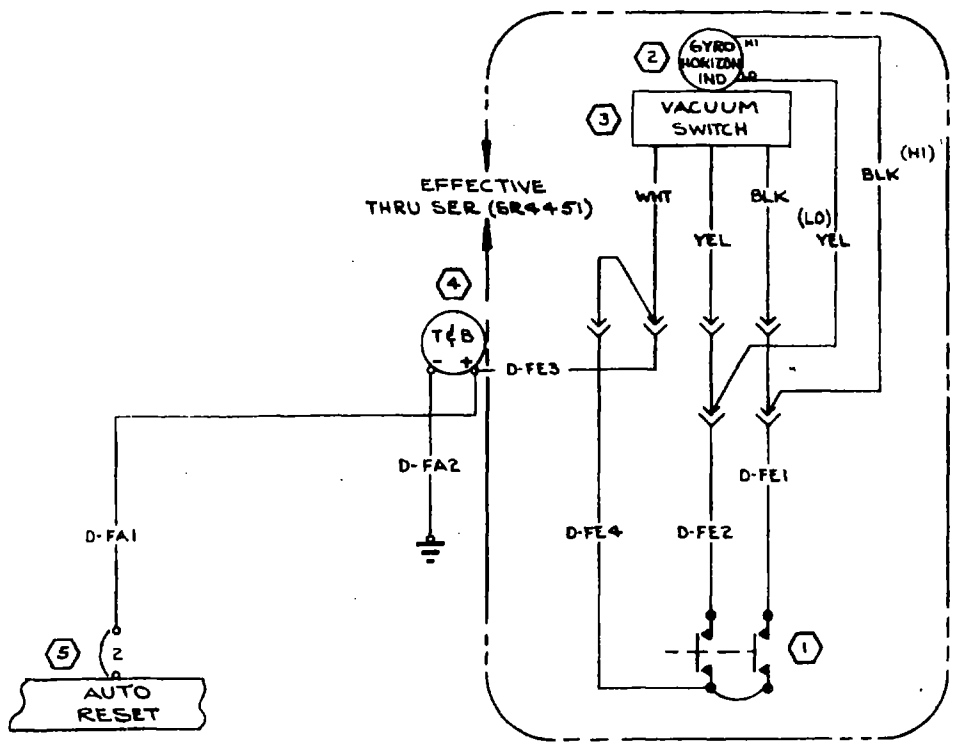 GYRO HI
HORIZON
IND LO
2
VACUUM
SWITCH
3
(HI)
BLK
EFFECTIVE
THRU SER (SR4451)
WHT
BLK
(LO)
YEL
YEL
4
T&B
- +
D-FE3
D-FA2
D-FE1
D-FA1
D-FE4
D-FE2
5
2
1
AUTO
RESET